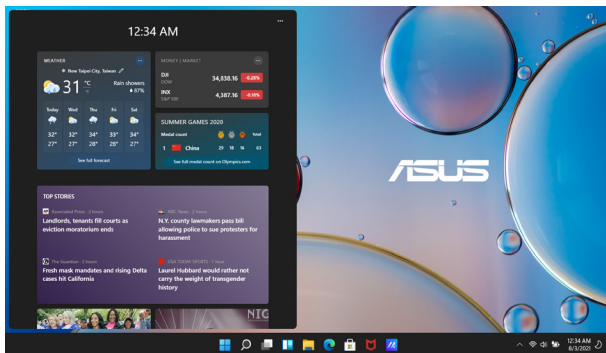 12:34 AM
WEATHER
New Taipei City, Taiwan
31 °C
Rain showers
87%
Today Wed Thu Fri Sat
32° 32° 34° 33° 34°
27° 27° 28° 28° 27°
See full forecast
MONEY | MARKET
DJI
DOW
34,838.16 -0.28%
INX
S&P 500
4,387.16 -0.18%
SUMMER GAMES 2020
Medal count Total
1 China 29 18 16 63
See full medal count on Olympics.com
TOP STORIES
Associated Press · 2 hours
Landlords, tenants fill courts as
eviction moratorium ends
ABC News · 2 hours
N.Y. county lawmakers pass bill
allowing police to sue protesters for
harassment
The Guardian · 2 hours
Fresh mask mandates and rising Delta
cases hit California
USA TODAY SPORTS · 1 hour
Laurel Hubbard would rather not
carry the weight of transgender
history
NIG
ASUS
12:34 AM
8/3/2021